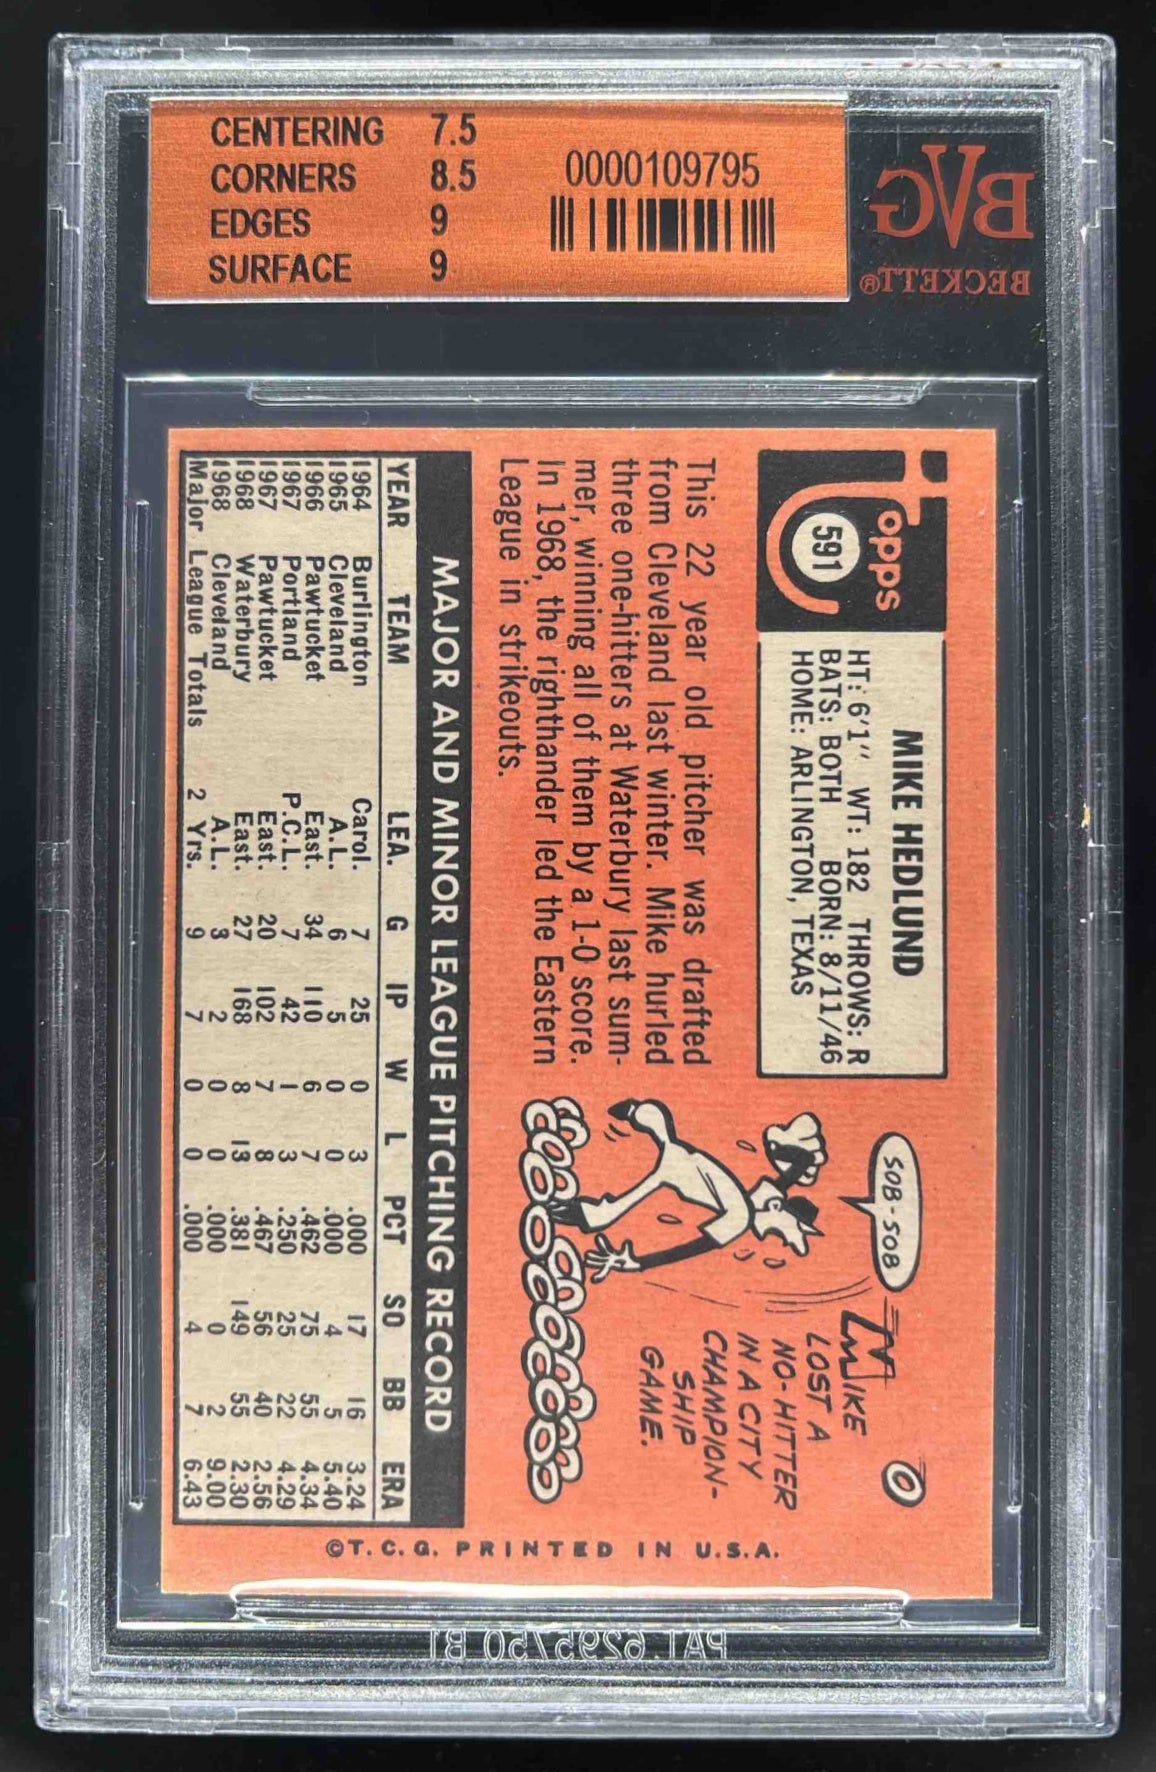 CENTERING 7.5
CORNERS 8.5
EDGES 9
SURFACE 9
0000109795
BVG
BECKETT®
Topps
591
MIKE HEDLUND
HT: 6'1" WT: 182 THROWS: R
BATS: BOTH BORN: 8/11/46
HOME: ARLINGTON, TEXAS
This 22 year old pitcher was drafted
from Cleveland last winter. Mike hurled
three one-hitters at Waterbury last sum-
mer, winning all of them by a 1-0 score.
In 1968, the righthander led the Eastern
League in strikeouts.
SOB-SOB
MIKE
LOST A
NO-HITTER
IN A CITY
CHAMPION-
SHIP
GAME.
MAJOR AND MINOR LEAGUE PITCHING RECORD
YEAR TEAM LEA. G IP W L PCT SO BB ERA
1964 Burlington Carol. 7 25 0 3 .000 17 16 3.24
1965 Cleveland A.L. 6 5 0 0 .000 4 5 5.40
1966 Pawtucket East. 34 110 6 7 .462 75 55 4.34
1967 Portland P.C.L. 7 42 1 3 .250 25 22 4.29
1967 Pawtucket East. 20 102 7 8 .467 56 40 2.56
1968 Waterbury East. 27 168 8 13 .381 149 55 2.30
1968 Cleveland A.L. 3 2 0 0 .000 0 2 9.00
Major League Totals 2 Yrs. 9 7 0 0 .000 4 7 6.43
©T.C.G. PRINTED IN U.S.A.
PAT.6295750 B1